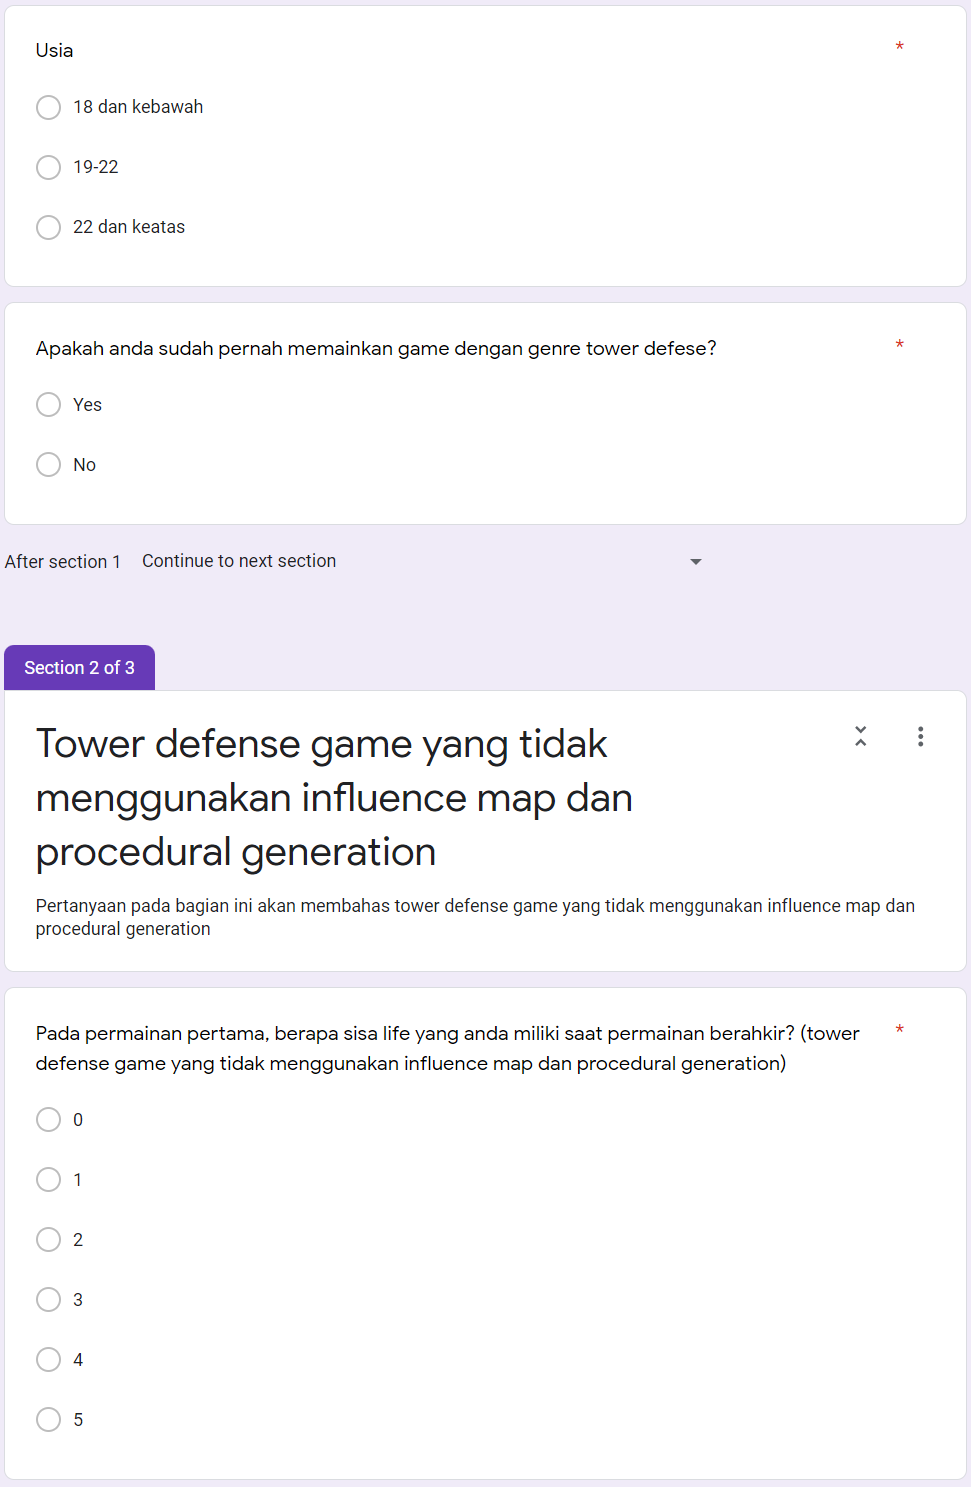 Usia *
18 dan kebawah
19-22
22 dan keatas
Apakah anda sudah pernah memainkan game dengan genre tower defese? *
Yes
No
After section 1 Continue to next section
Section 2 of 3
Tower defense game yang tidak
menggunakan influence map dan
procedural generation
Pertanyaan pada bagian ini akan membahas tower defense game yang tidak menggunakan influence map dan
procedural generation
Pada permainan pertama, berapa sisa life yang anda miliki saat permainan berahkir? (tower *
defense game yang tidak menggunakan influence map dan procedural generation)
0
1
2
3
4
5